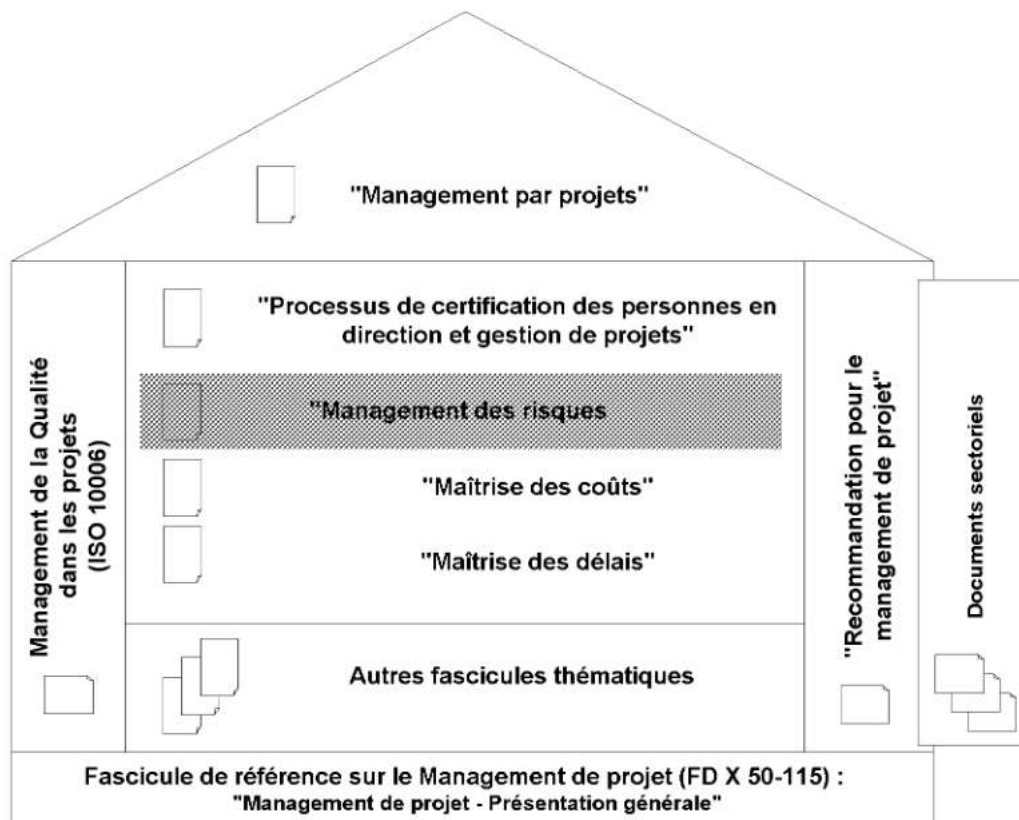 "Management par projets"
"Processus de certification des personnes en
direction et gestion de projets"
"Management des risques
"Maîtrise des coûts"
"Maîtrise des délais"
Autres fascicules thématiques
Management de la Qualité
dans les projets
(ISO 10006)
"Recommandation pour le
management de projet"
Documents sectoriels
Fascicule de référence sur le Management de projet (FD X 50-115) :
"Management de projet - Présentation générale"